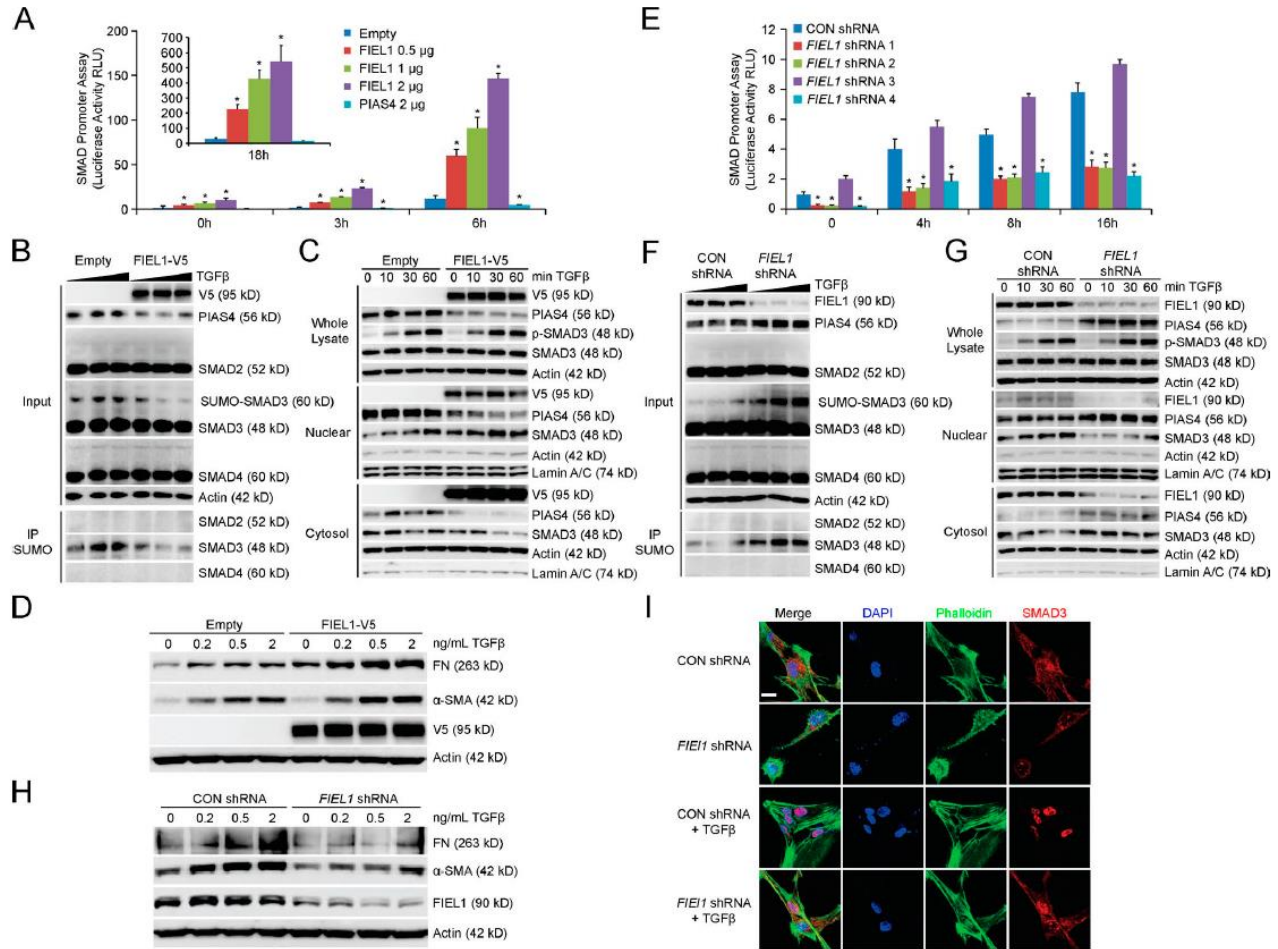 A
SMAD Promoter Assay
(Luciferase Activity RLU)
200
150
100
50
0
700
600
500
400
300
200
100
0
* * *
18h
Empty
FIEL1 0.5 µg
FIEL1 1 µg
FIEL1 2 µg
PIAS4 2 µg
* * *
* * * *
* * * *
0h 3h 6h
E
SMAD Promoter Assay
(Luciferase Activity RLU)
12
10
8
6
4
2
0
CON shRNA
FIEL1 shRNA 1
FIEL1 shRNA 2
FIEL1 shRNA 3
FIEL1 shRNA 4
* * *
* * *
* * *
* * *
0 4h 8h 16h
B
Empty FIEL1-V5
TGFβ
V5 (95 kD)
PIAS4 (56 kD)
SMAD2 (52 kD)
Input
SUMO-SMAD3 (60 kD)
SMAD3 (48 kD)
SMAD4 (60 kD)
Actin (42 kD)
IP
SUMO
SMAD2 (52 kD)
SMAD3 (48 kD)
SMAD4 (60 kD)
C
Empty FIEL1-V5
0 10 30 60 0 10 30 60 min TGFβ
Whole
Lysate
V5 (95 kD)
PIAS4 (56 kD)
p-SMAD3 (48 kD)
SMAD3 (48 kD)
Actin (42 kD)
Nuclear
V5 (95 kD)
PIAS4 (56 kD)
SMAD3 (48 kD)
Actin (42 kD)
Lamin A/C (74 kD)
Cytosol
V5 (95 kD)
PIAS4 (56 kD)
SMAD3 (48 kD)
Actin (42 kD)
Lamin A/C (74 kD)
F
CON
shRNA
FIEL1
shRNA
TGFβ
FIEL1 (90 kD)
PIAS4 (56 kD)
SMAD2 (52 kD)
Input
SUMO-SMAD3 (60 kD)
SMAD3 (48 kD)
SMAD4 (60 kD)
Actin (42 kD)
IP
SUMO
SMAD2 (52 kD)
SMAD3 (48 kD)
SMAD4 (60 kD)
G
CON
shRNA
FIEL1
shRNA
0 10 30 60 0 10 30 60 min TGFβ
Whole
Lysate
FIEL1 (90 kD)
PIAS4 (56 kD)
p-SMAD3 (48 kD)
SMAD3 (48 kD)
Actin (42 kD)
Nuclear
FIEL1 (90 kD)
PIAS4 (56 kD)
SMAD3 (48 kD)
Actin (42 kD)
Lamin A/C (74 kD)
Cytosol
FIEL1 (90 kD)
PIAS4 (56 kD)
SMAD3 (48 kD)
Actin (42 kD)
Lamin A/C (74 kD)
D
Empty FIEL1-V5
0 0.2 0.5 2 0 0.2 0.5 2 ng/mL TGFβ
FN (263 kD)
α-SMA (42 kD)
V5 (95 kD)
Actin (42 kD)
H
CON shRNA FIEL1 shRNA
0 0.2 0.5 2 0 0.2 0.5 2 ng/mL TGFβ
FN (263 kD)
α-SMA (42 kD)
FIEL1 (90 kD)
Actin (42 kD)
I
Merge DAPI Phalloidin SMAD3
CON shRNA
FIEl1 shRNA
CON shRNA
+ TGFβ
FIEl1 shRNA
+ TGFβ